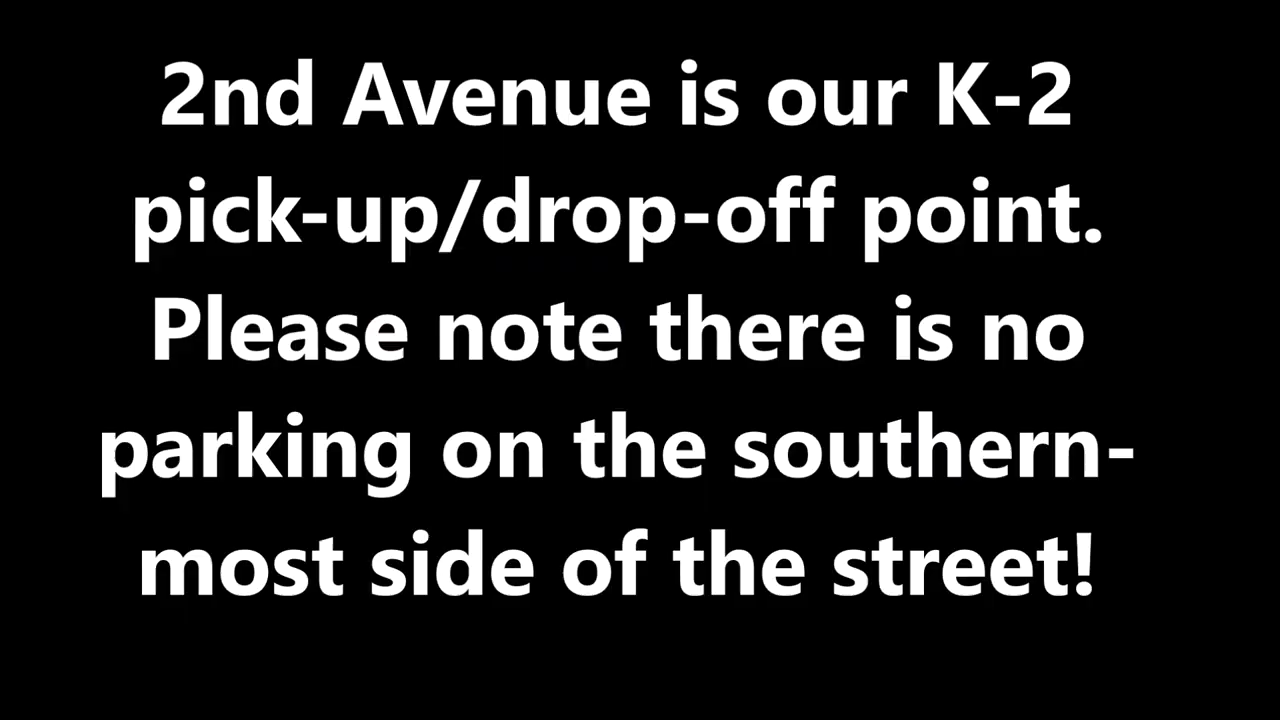 2nd Avenue is our K-2
pick-up/drop-off point.
Please note there is no
parking on the southern-
most side of the street!